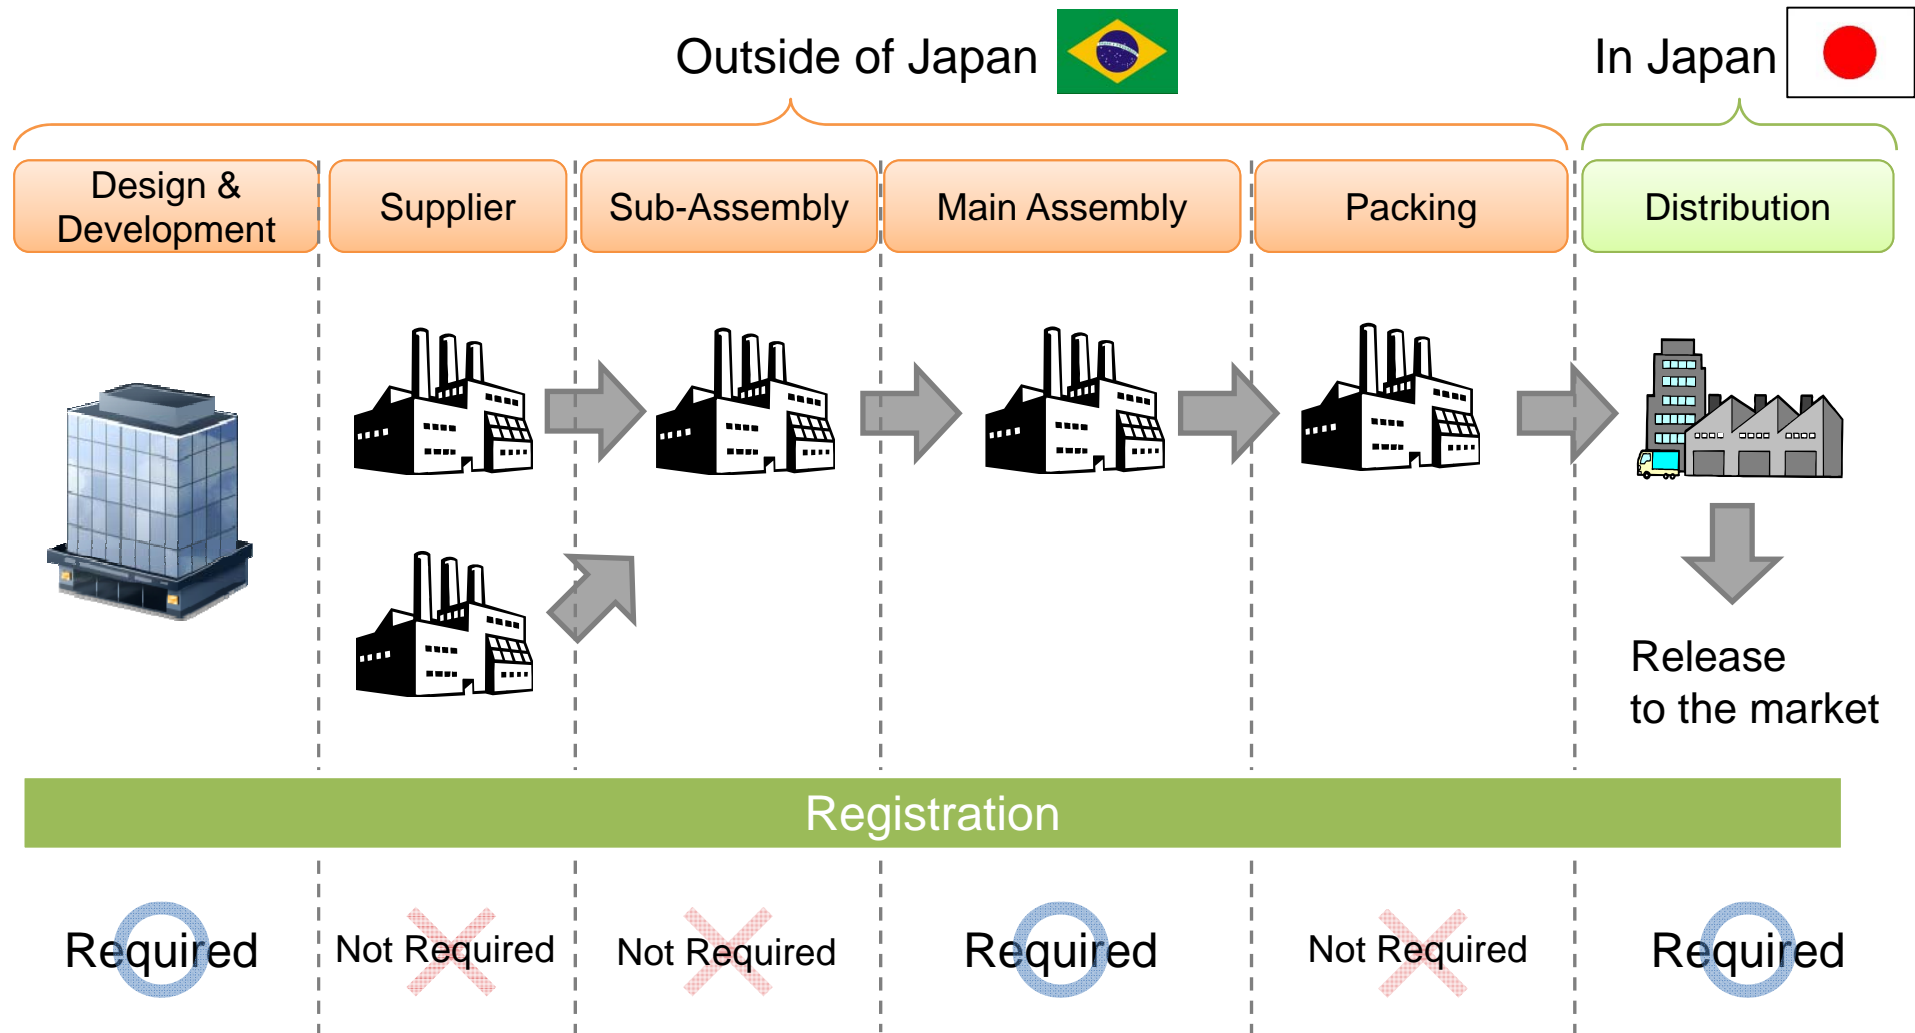 Outside of Japan
In Japan
Design &
Development
Supplier
Sub-Assembly
Main Assembly
Packing
Distribution
Release
to the market
Registration
Required
Not Required
Not Required
Required
Not Required
Required